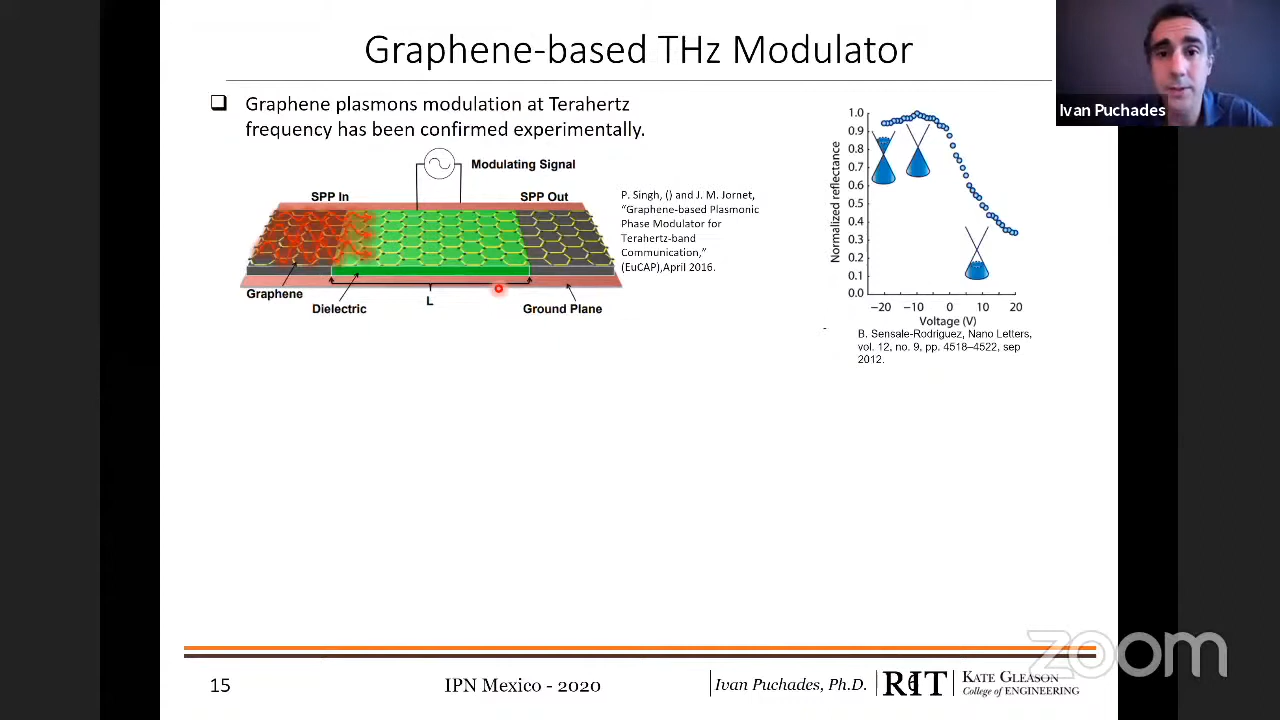 Graphene-based THz Modulator
Ivan Puchades
❑ Graphene plasmons modulation at Terahertz
frequency has been confirmed experimentally.
Modulating Signal
SPP In
SPP Out
Graphene
Dielectric
L
Ground Plane
P. Singh, () and J. M. Jornet,
“Graphene-based Plasmonic
Phase Modulator for
Terahertz-band
Communication,”
(EuCAP),April 2016.
Normalized reflectance
1.0
0.9
0.8
0.7
0.6
0.5
0.4
0.3
0.2
0.1
0.0
−20 −10 0 10 20
Voltage (V)
B. Sensale-Rodriguez, Nano Letters,
vol. 12, no. 9, pp. 4518–4522, sep
2012.
-
zoom
15
IPN Mexico - 2020
Ivan Puchades, Ph.D.
RIT
KATE GLEASON
College of ENGINEERING